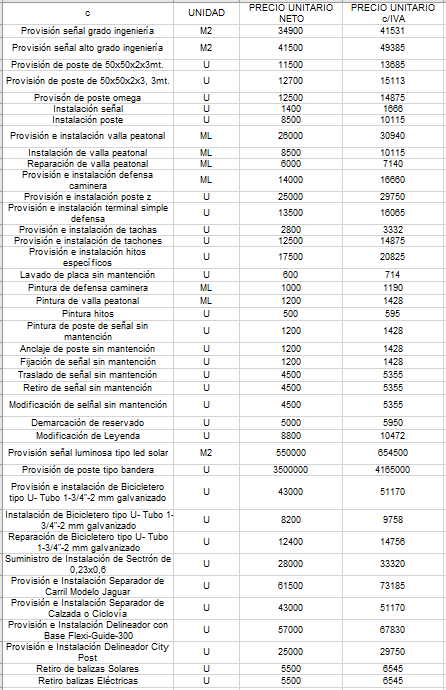 c UNIDAD PRECIO UNITARIO NETO PRECIO UNITARIO c/IVA
Provisión señal grado ingeniería M2 34900 41531
Provisión señal alto grado ingeniería M2 41500 49385
Provisión de poste de 50x50x2x3mt. U 11500 13685
Provisión de poste de 50x50x2x3, 3mt. U 12700 15113
Provisón de poste omega U 12500 14875
Instalación señal U 1400 1666
Instalación poste U 8500 10115
Provisión e instalación valla peatonal ML 26000 30940
Instalación de valla peatonal ML 8500 10115
Reparación de valla peatonal ML 6000 7140
Provisión e instalación defensa caminera ML 14000 16660
Provisión e instalación poste z U 25000 29750
Provisión e instalación terminal simple defensa U 13500 16065
Provisión e instalación de tachas U 2800 3332
Provisión e instalación de tachones U 12500 14875
Provisión e instalación hitos específicos U 17500 20825
Lavado de placa sin mantención U 600 714
Pintura de defensa caminera ML 1000 1190
Pintura de valla peatonal ML 1200 1428
Pintura hitos U 500 595
Pintura de poste de señal sin mantención U 1200 1428
Anclaje de poste sin mantención U 1200 1428
Fijación de señal sin mantención U 1200 1428
Traslado de señal sin mantención U 4500 5355
Retiro de señal sin mantención U 4500 5355
Modificación de selñal sin mantención U 4500 5355
Demarcación de reservado U 5000 5950
Modificación de Leyenda U 8800 10472
Provisión señal luminosa tipo led solar M2 550000 654500
Provisión de poste tipo bandera U 3500000 4165000
Provisión e instalación de Bicicletero tipo U- Tubo 1-3/4"-2 mm galvanizado U 43000 51170
Instalación de Bicicletero tipo U- Tubo 1-3/4"-2 mm galvanizado U 8200 9758
Reparación de Bicicletero tipo U- Tubo 1-3/4"-2 mm galvanizado U 12400 14756
Suministro de Instalación de Sectrón de 0,23x0,6 U 28000 33320
Provisión e Instalación Separador de Carril Modelo Jaguar U 61500 73185
Provisión e Instalación Separador de Calzada o Ciclovía U 43000 51170
Provisión e Instalación Delineador con Base Flexi-Guide-300 U 57000 67830
Provisión e Instalación Delineador City Post U 25000 29750
Retiro de balizas Solares U 5500 6545
Retiro balizas Eléctricas U 5500 6545